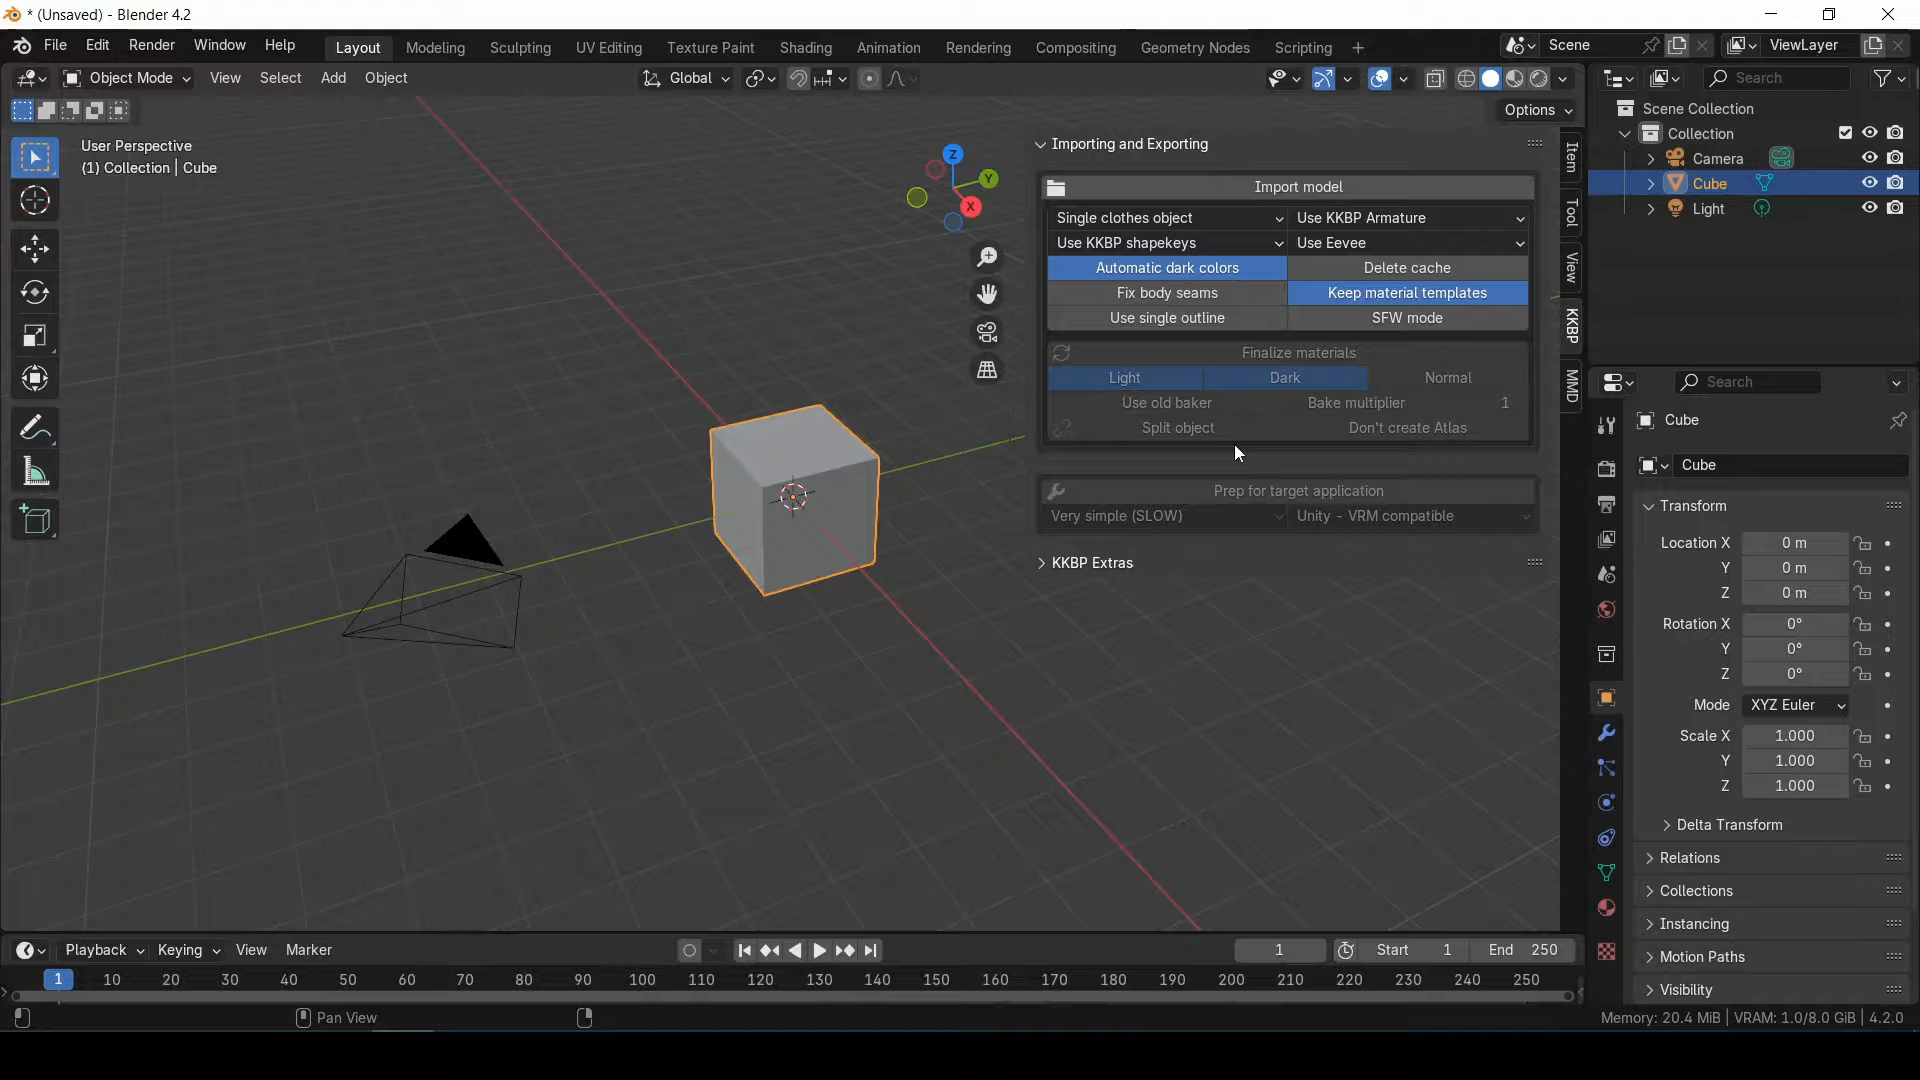 * (Unsaved) - Blender 4.2
File Edit Render Window Help Layout Modeling Sculpting UV Editing Texture Paint Shading Animation Rendering Compositing Geometry Nodes Scripting + Scene ViewLayer
Object Mode View Select Add Object Global Search
Options
User Perspective
(1) Collection | Cube
Z
Y
X
Importing and Exporting
Import model
Single clothes object Use KKBP Armature
Use KKBP shapekeys Use Eevee
Automatic dark colors Delete cache
Fix body seams Keep material templates
Use single outline SFW mode
Finalize materials
Light Dark Normal
Use old baker Bake multiplier 1
Split object Don't create Atlas
Prep for target application
Very simple (SLOW) Unity - VRM compatible
KKBP Extras
Item
Tool
View
KKBP
MMD
Scene Collection
Collection
Camera
Cube
Light
Search
Cube
Cube
Transform
Location X 0 m
Y 0 m
Z 0 m
Rotation X 0°
Y 0°
Z 0°
Mode XYZ Euler
Scale X 1.000
Y 1.000
Z 1.000
Delta Transform
Relations
Collections
Instancing
Motion Paths
Visibility
Playback Keying View Marker 1 Start 1 End 250
1 10 20 30 40 50 60 70 80 90 100 110 120 130 140 150 160 170 180 190 200 210 220 230 240 250
Pan View
Memory: 20.4 MiB | VRAM: 1.0/8.0 GiB | 4.2.0